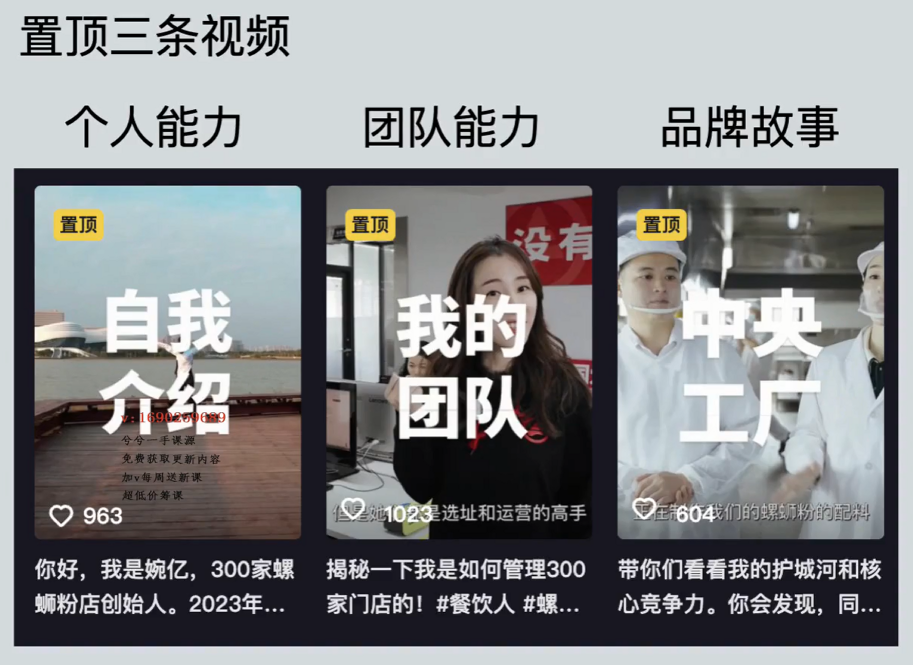 置顶三条视频
个人能力
团队能力
品牌故事
置顶
自我
介绍
v:1690259689
兮兮一手课源
免费获取更新内容
加v每周送新课
超低价筹课
963
你好，我是婉亿，300家螺
蛳粉店创始人。2023年...
置顶
没有
我的
团队
但是她 是选址和运营的高手
1023
揭秘一下我是如何管理300
家门店的！#餐饮人 #螺...
置顶
中央
工厂
正在制作我们的螺蛳粉的配料
604
带你们看看我的护城河和核
心竞争力。你会发现，同...